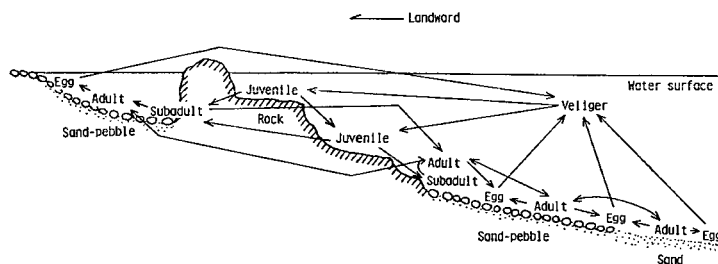 Landward
Water surface
Egg
Adult
Subadult
Sand-pebble
Juvenile
Rock
Juvenile
Veliger
Adult
Subadult
Egg
Adult
Egg
Adult
Egg
Sand-pebble
Sand